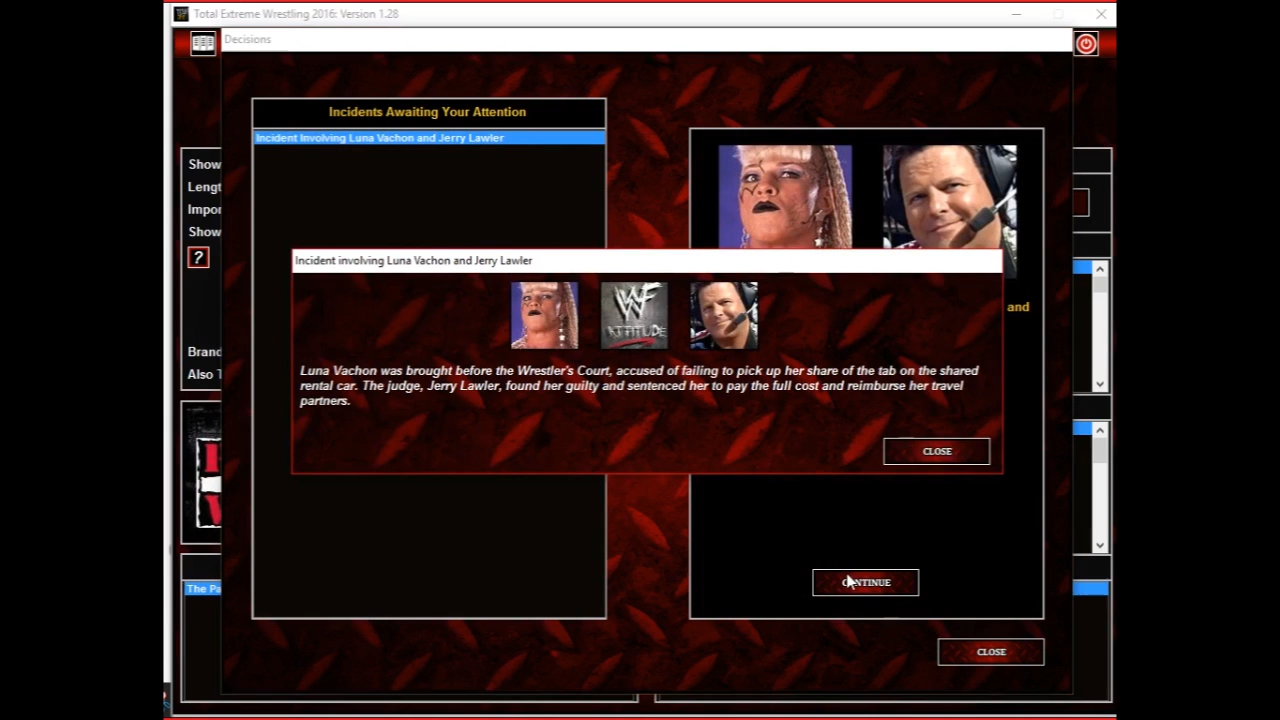 Total Extreme Wrestling 2016: Version 1.28
Decisions
Incidents Awaiting Your Attention
Incident Involving Luna Vachon and Jerry Lawler
Show
Lengt
Impor
Show
?
Incident involving Luna Vachon and Jerry Lawler
WF
ATTITUDE
and
Luna Vachon was brought before the Wrestler's Court, accused of failing to pick up her share of the tab on the shared
rental car. The judge, Jerry Lawler, found her guilty and sentenced her to pay the full cost and reimburse her travel
partners.
Brand
Also T
CLOSE
The Pa
CONTINUE
CLOSE